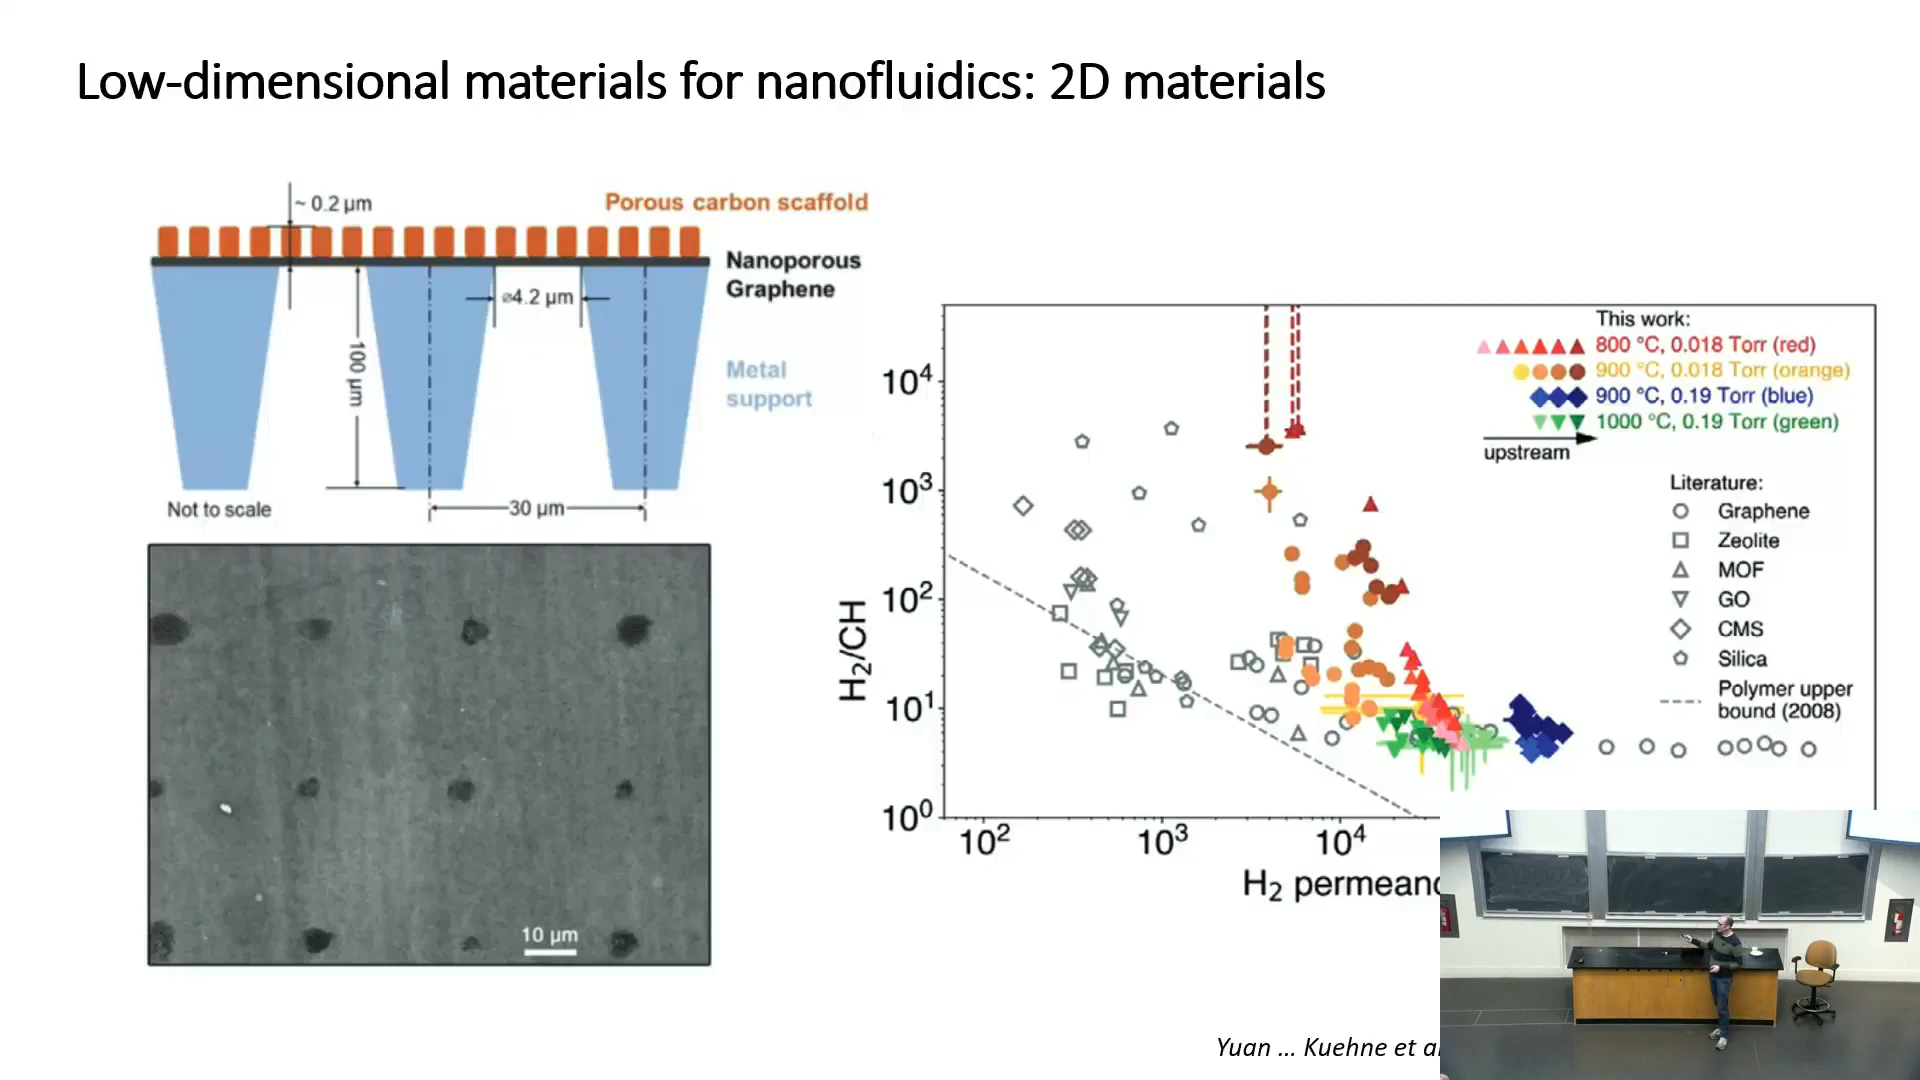 Low-dimensional materials for nanofluidics: 2D materials
~ 0.2 µm
Porous carbon scaffold
Nanoporous
Graphene
⌀4.2 µm
100 µm
Metal
support
Not to scale
30 µm
10 µm
This work:
800 °C, 0.018 Torr (red)
900 °C, 0.018 Torr (orange)
900 °C, 0.19 Torr (blue)
1000 °C, 0.19 Torr (green)
upstream
Literature:
Graphene
Zeolite
MOF
GO
CMS
Silica
Polymer upper
bound (2008)
H₂/CH
10⁴
10³
10²
10¹
10⁰
10² 10³ 10⁴
H₂
Yuan ... Kuehne et